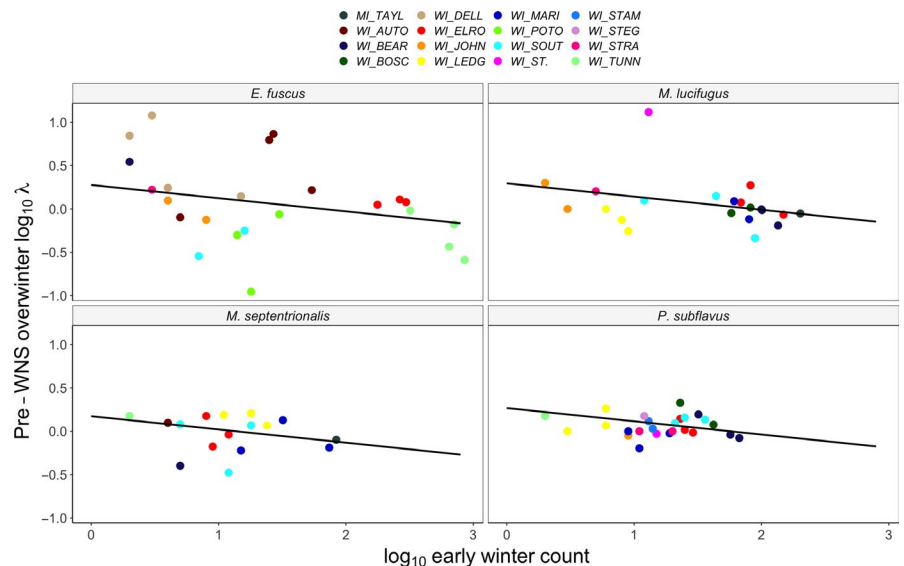 MI_TAYL WI_DELL WI_MARI WI_STAM
WI_AUTO WI_ELRO WI_POTO WI_STEG
WI_BEAR WI_JOHN WI_SOUT WI_STRA
WI_BOSC WI_LEDG WI_ST. WI_TUNN
E. fuscus M. lucifugus
1.0
0.5
0.0
−0.5
−1.0
Pre − WNS overwinter log10 λ
M. septentrionalis P. subflavus
1.0
0.5
0.0
−0.5
−1.0
0 1 2 3 0 1 2 3
log10 early winter count